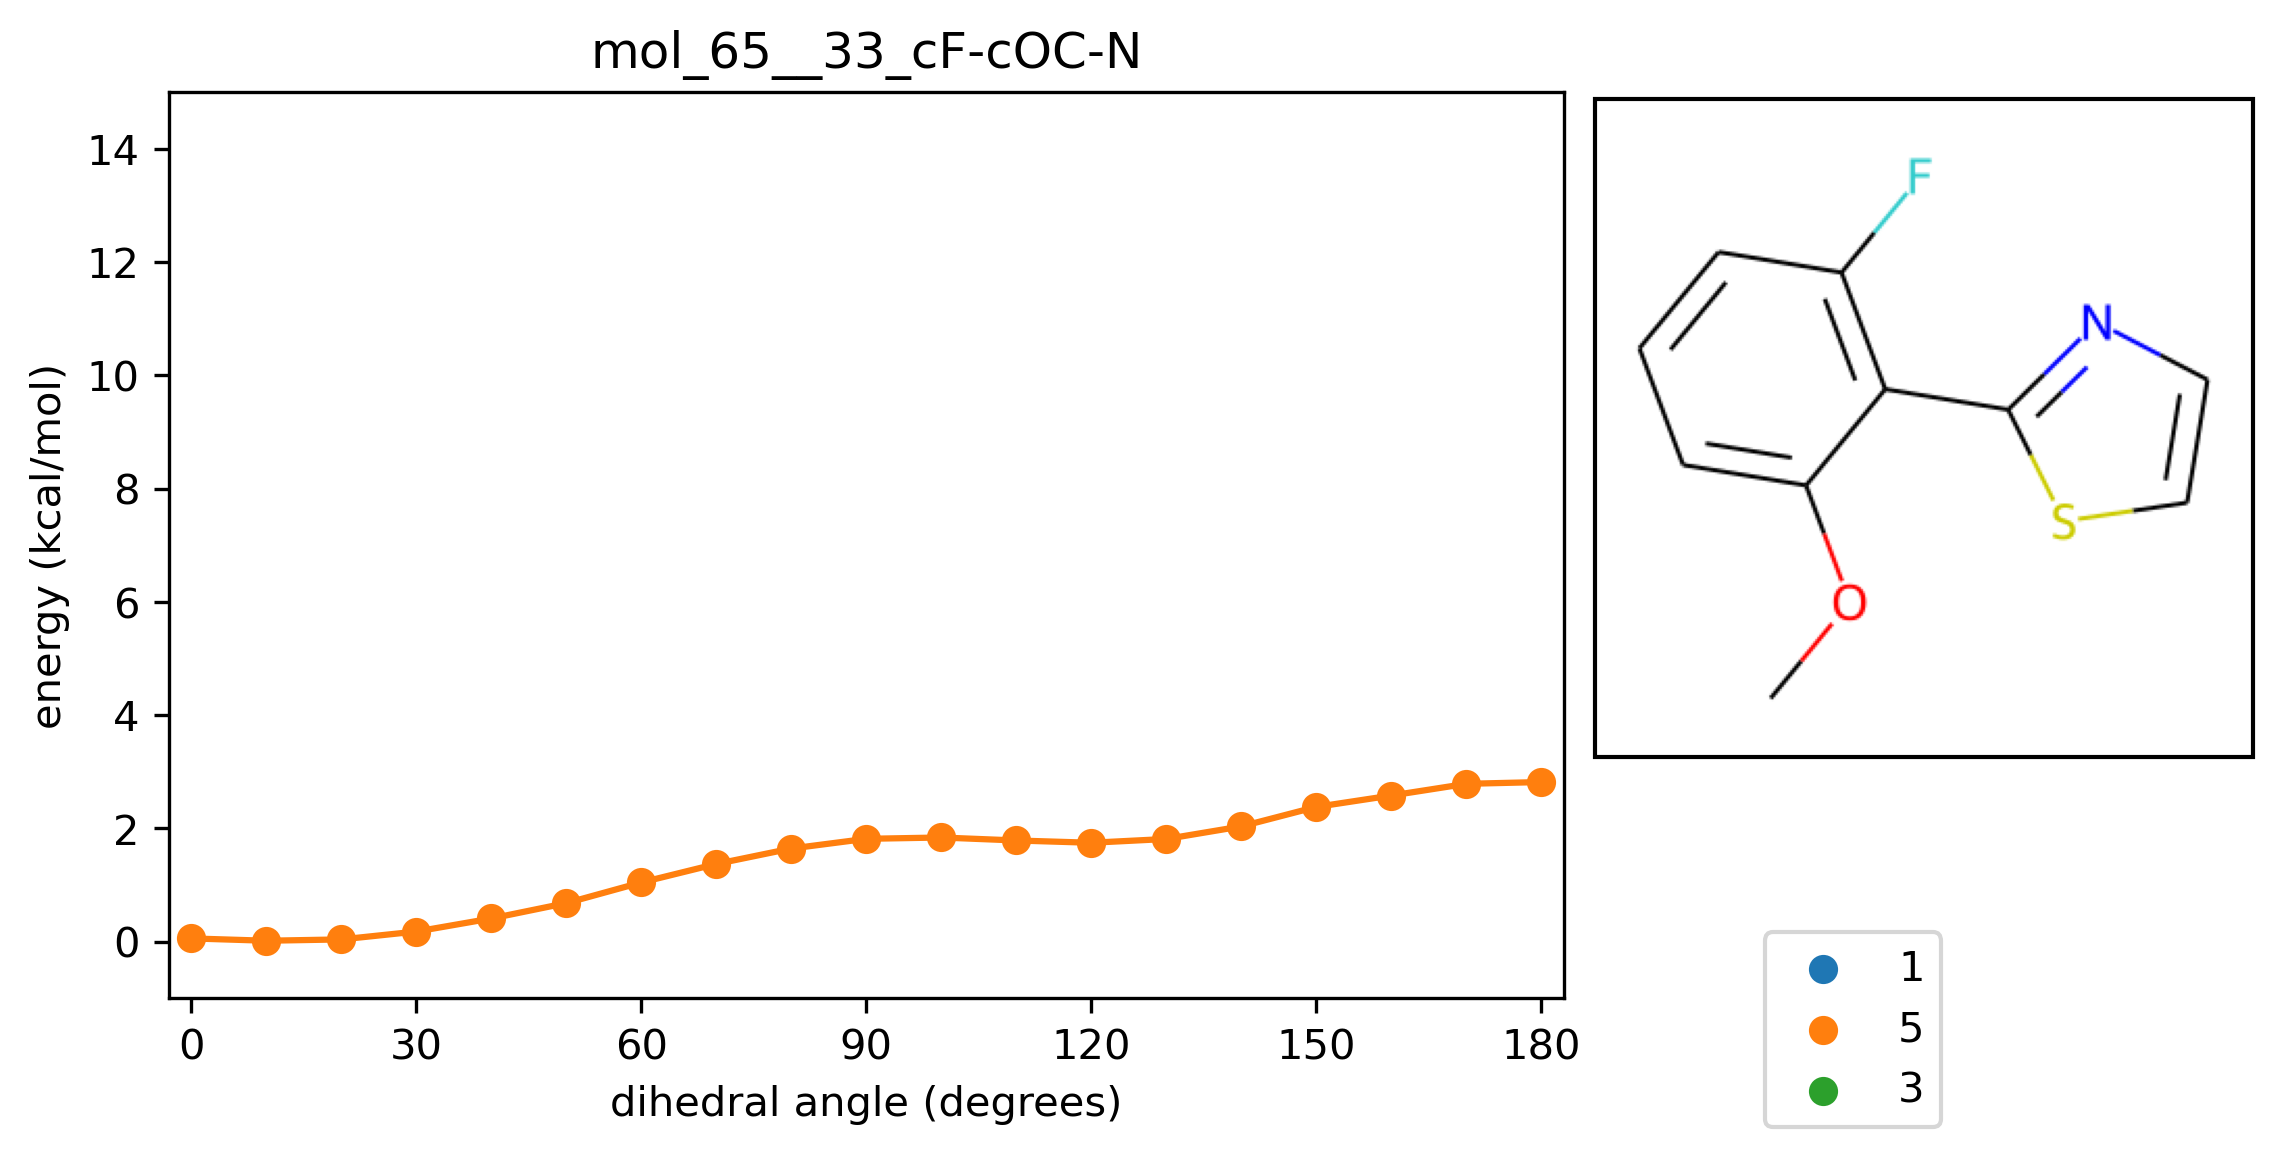 mol_65__33_cF-cOC-N
energy (kcal/mol)
14
12
10
8
6
4
2
0
0 30 60 90 120 150 180
dihedral angle (degrees)
F
N
S
O
1
5
3